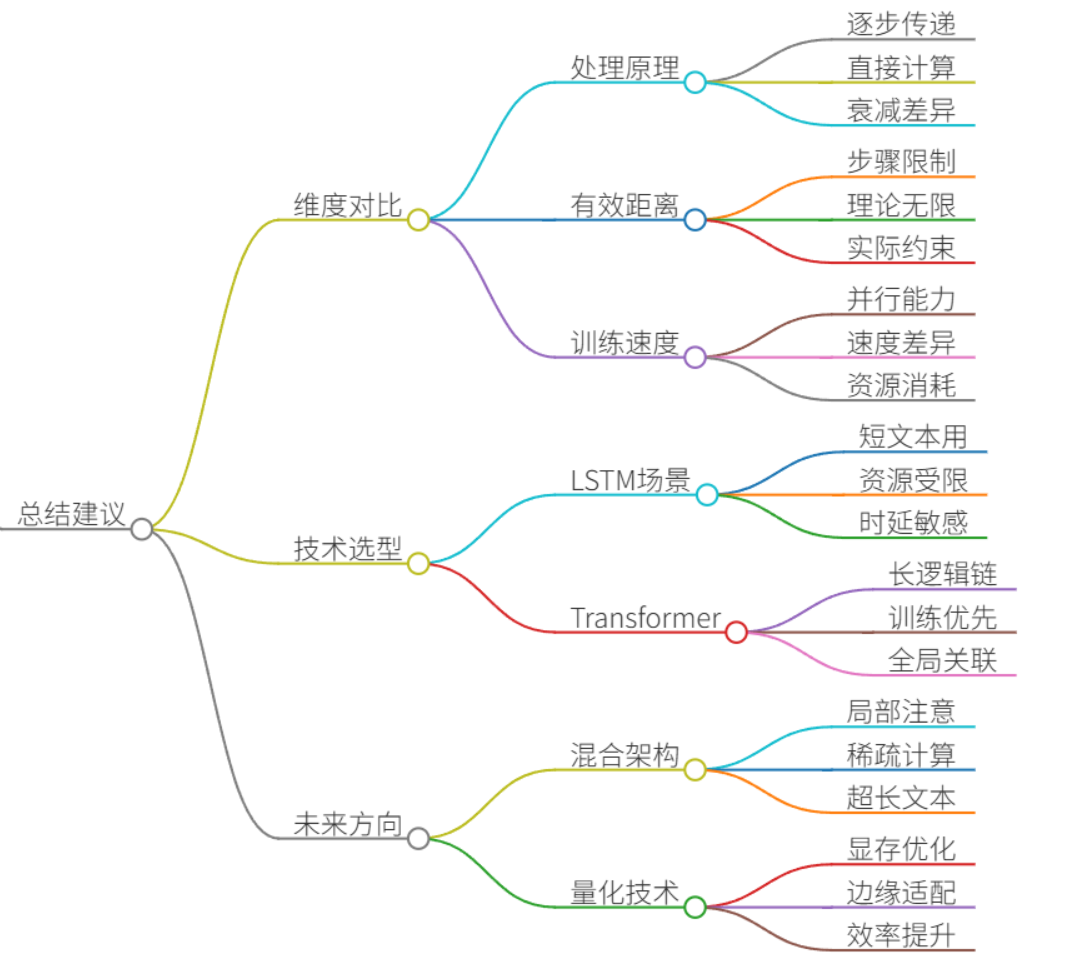 总结建议
维度对比
处理原理
逐步传递
直接计算
衰减差异
有效距离
步骤限制
理论无限
实际约束
训练速度
并行能力
速度差异
资源消耗
技术选型
LSTM场景
短文本用
资源受限
时延敏感
Transformer
长逻辑链
训练优先
全局关联
未来方向
混合架构
局部注意
稀疏计算
超长文本
量化技术
显存优化
边缘适配
效率提升